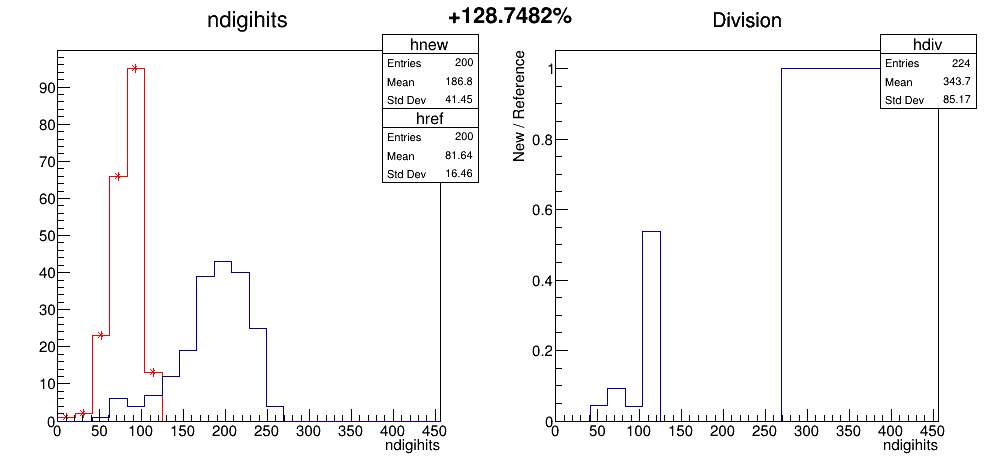 +128.7482%
ndigihits
hnew
Entries 200
Mean 186.8
Std Dev 41.45
href
Entries 200
Mean 81.64
Std Dev 16.46
90
80
70
60
50
40
30
20
10
0
0 50 100 150 200 250 300 350 400 450
ndigihits
Division
hdiv
Entries 224
Mean 343.7
Std Dev 85.17
New / Reference
1
0.8
0.6
0.4
0.2
0
0 50 100 150 200 250 300 350 400 450
ndigihits